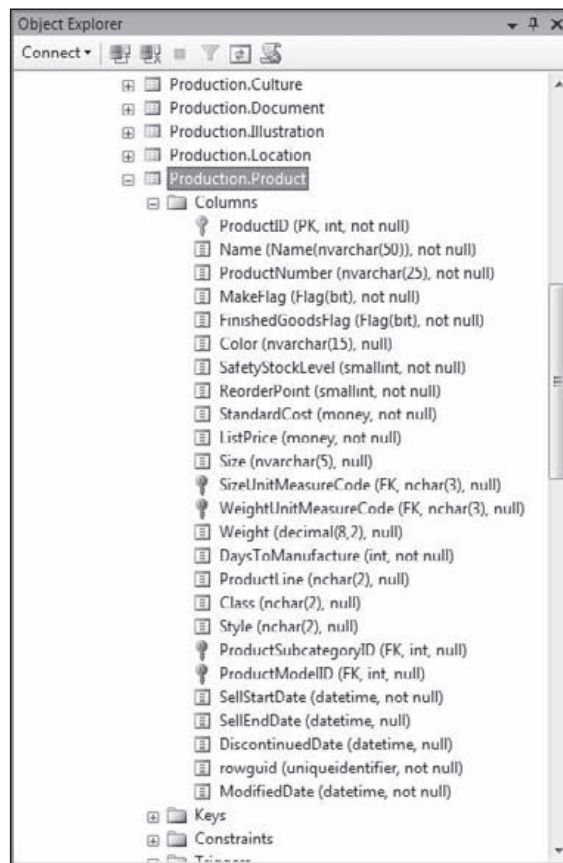 Object Explorer
Connect
Production.Culture
Production.Document
Production.Illustration
Production.Location
Production.Product
Columns
ProductID (PK, int, not null)
Name (Name(nvarchar(50)), not null)
ProductNumber (nvarchar(25), not null)
MakeFlag (Flag(bit), not null)
FinishedGoodsFlag (Flag(bit), not null)
Color (nvarchar(15), null)
SafetyStockLevel (smallint, not null)
ReorderPoint (smallint, not null)
StandardCost (money, not null)
ListPrice (money, not null)
Size (nvarchar(5), null)
SizeUnitMeasureCode (FK, nchar(3), null)
WeightUnitMeasureCode (FK, nchar(3), null)
Weight (decimal(8,2), null)
DaysToManufacture (int, not null)
ProductLine (nchar(2), null)
Class (nchar(2), null)
Style (nchar(2), null)
ProductSubcategoryID (FK, int, null)
ProductModelID (FK, int, null)
SellStartDate (datetime, not null)
SellEndDate (datetime, null)
DiscontinuedDate (datetime, null)
rowguid (uniqueidentifier, not null)
ModifiedDate (datetime, not null)
Keys
Constraints
Triggers